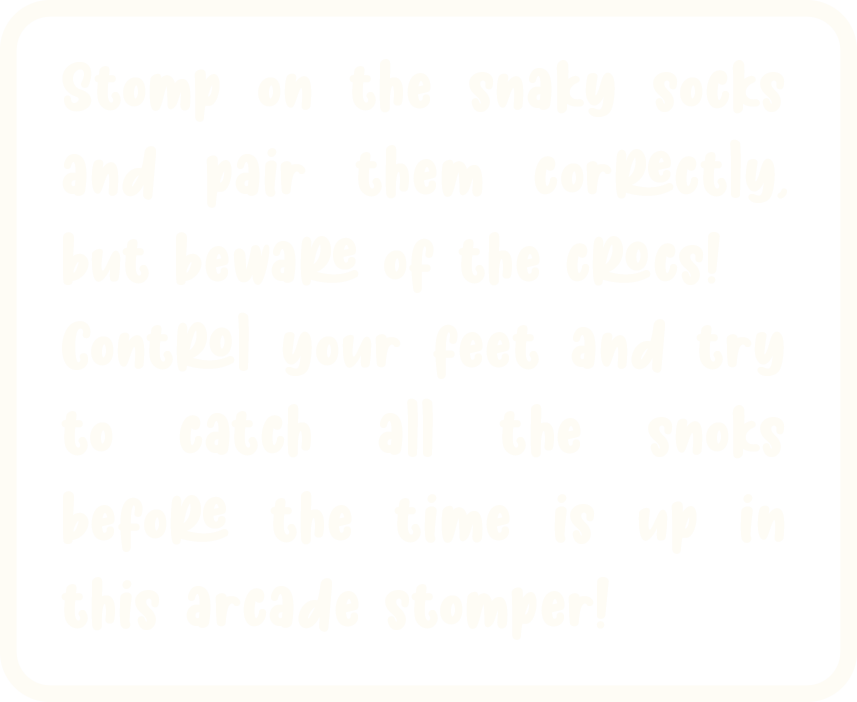 Stomp on the snaky socks
and pair them correctly,
but beware of the crocs!
Control your feet and try
to catch all the snoks
before the time is up in
this arcade stomper!